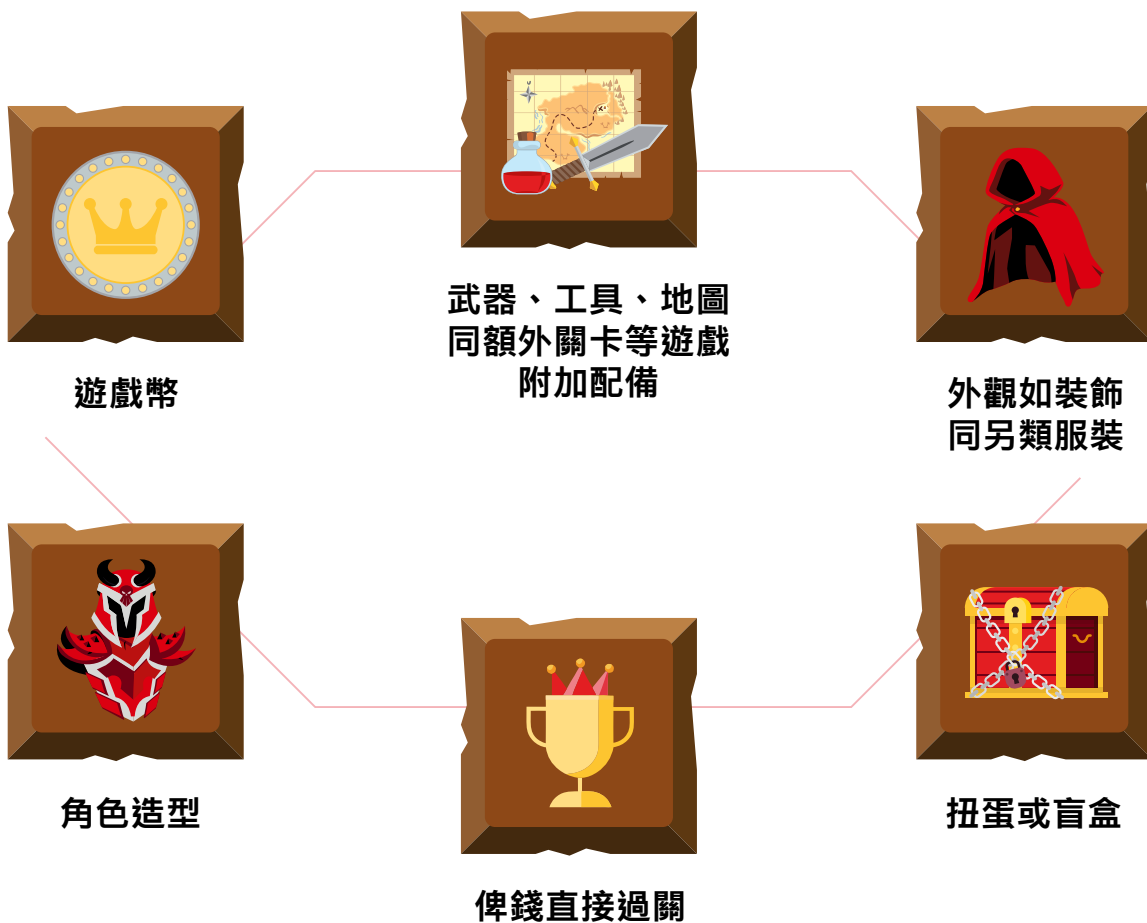 武器、工具、地圖
同額外關卡等遊戲
附加配備
遊戲幣
外觀如裝飾
同另類服裝
角色造型
扭蛋或盲盒
俾錢直接過關